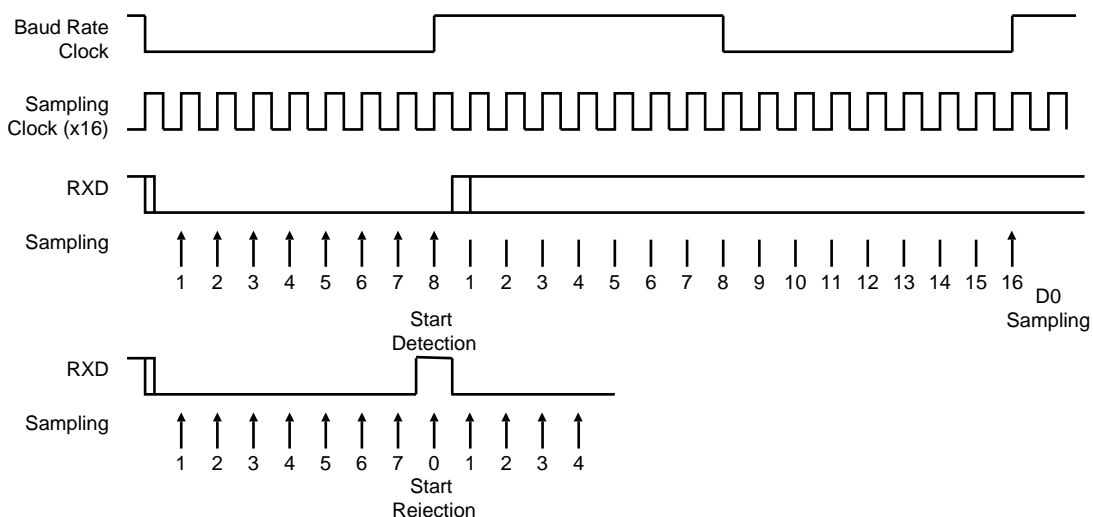 Baud Rate
Clock
Sampling
Clock (x16)
RXD
Sampling
1 2 3 4 5 6 7 8 1 2 3 4 5 6 7 8 9 10 11 12 13 14 15 16
D0
Sampling
Start
Detection
RXD
Sampling
1 2 3 4 5 6 7 0 1 2 3 4
Start
Rejection